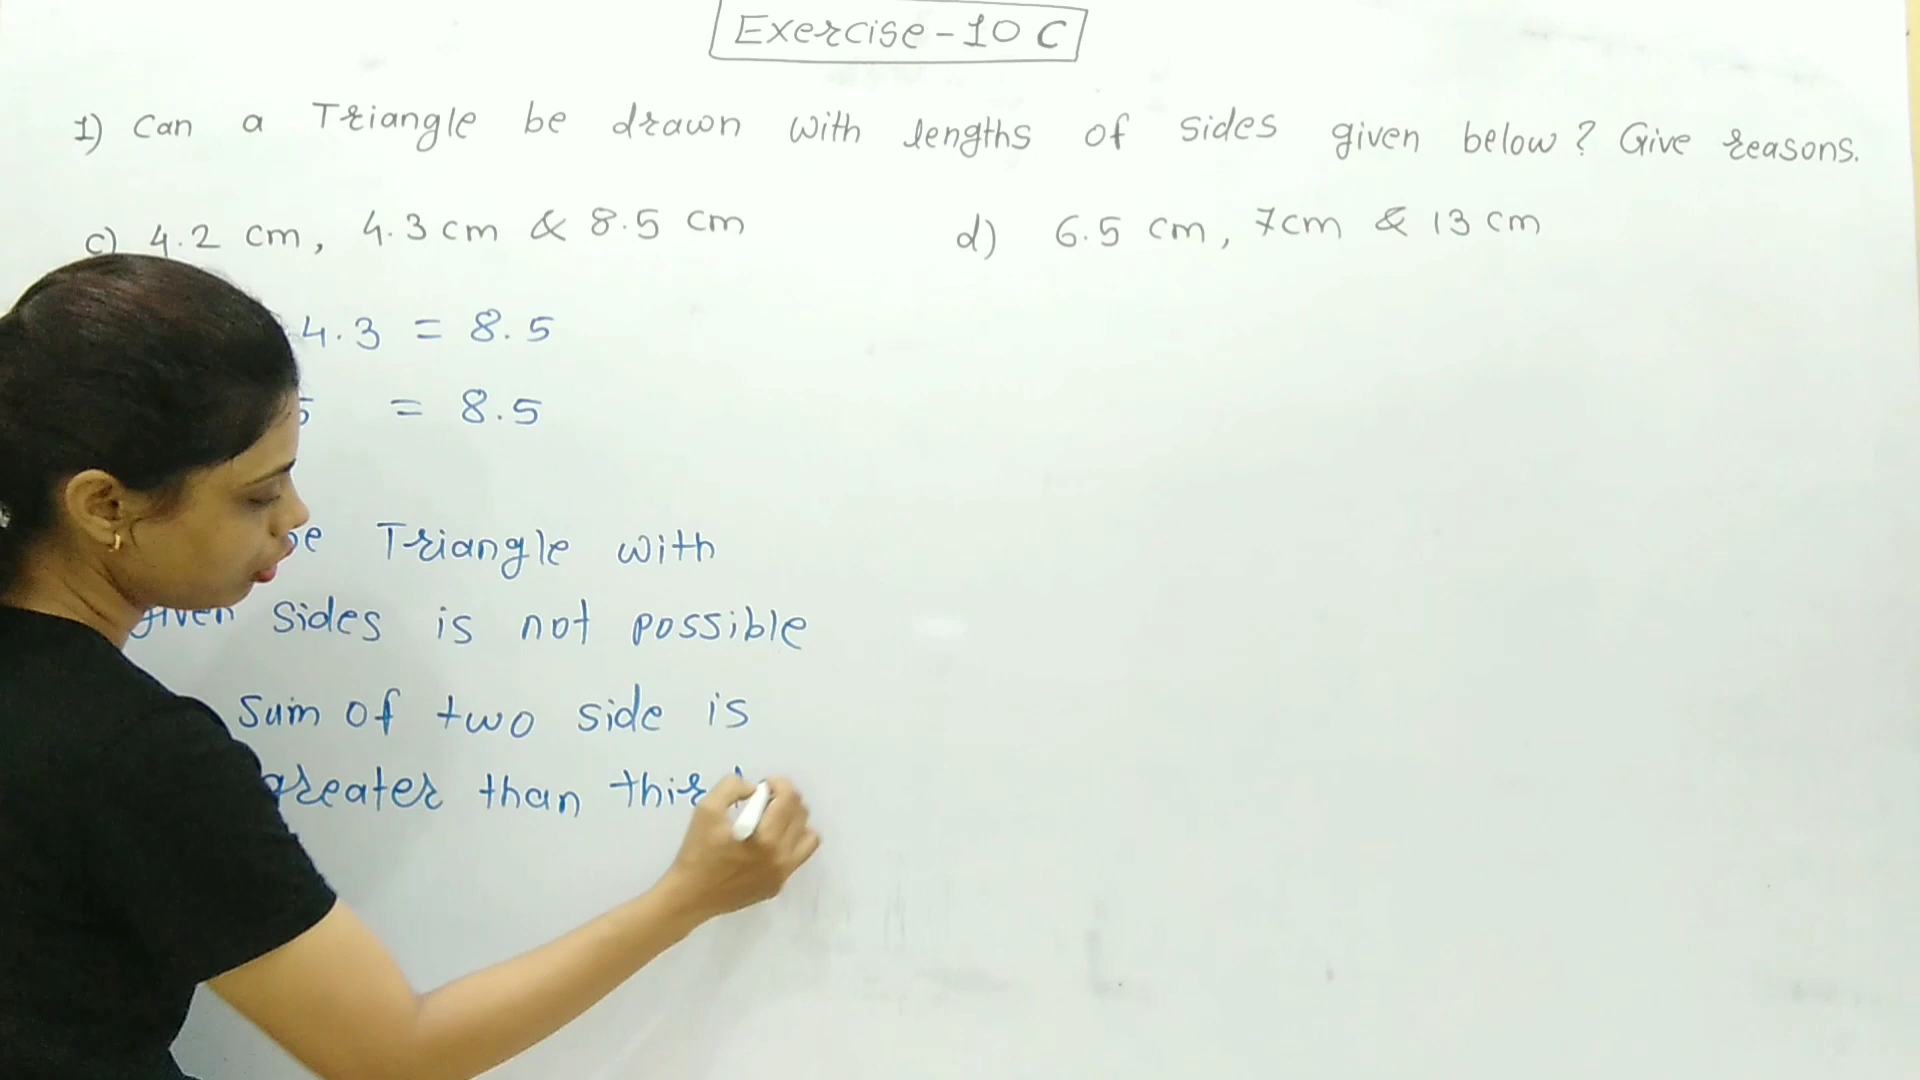 Exercise - 10 C
1) Can a Triangle be drawn with lengths of sides given below? Give reasons.
c) 4.2 cm, 4.3 cm & 8.5 cm
d) 6.5 cm, 7cm & 13 cm
4.3 = 8.5
5 = 8.5
Triangle with
given sides is not possible
Sum of two side is
greater than